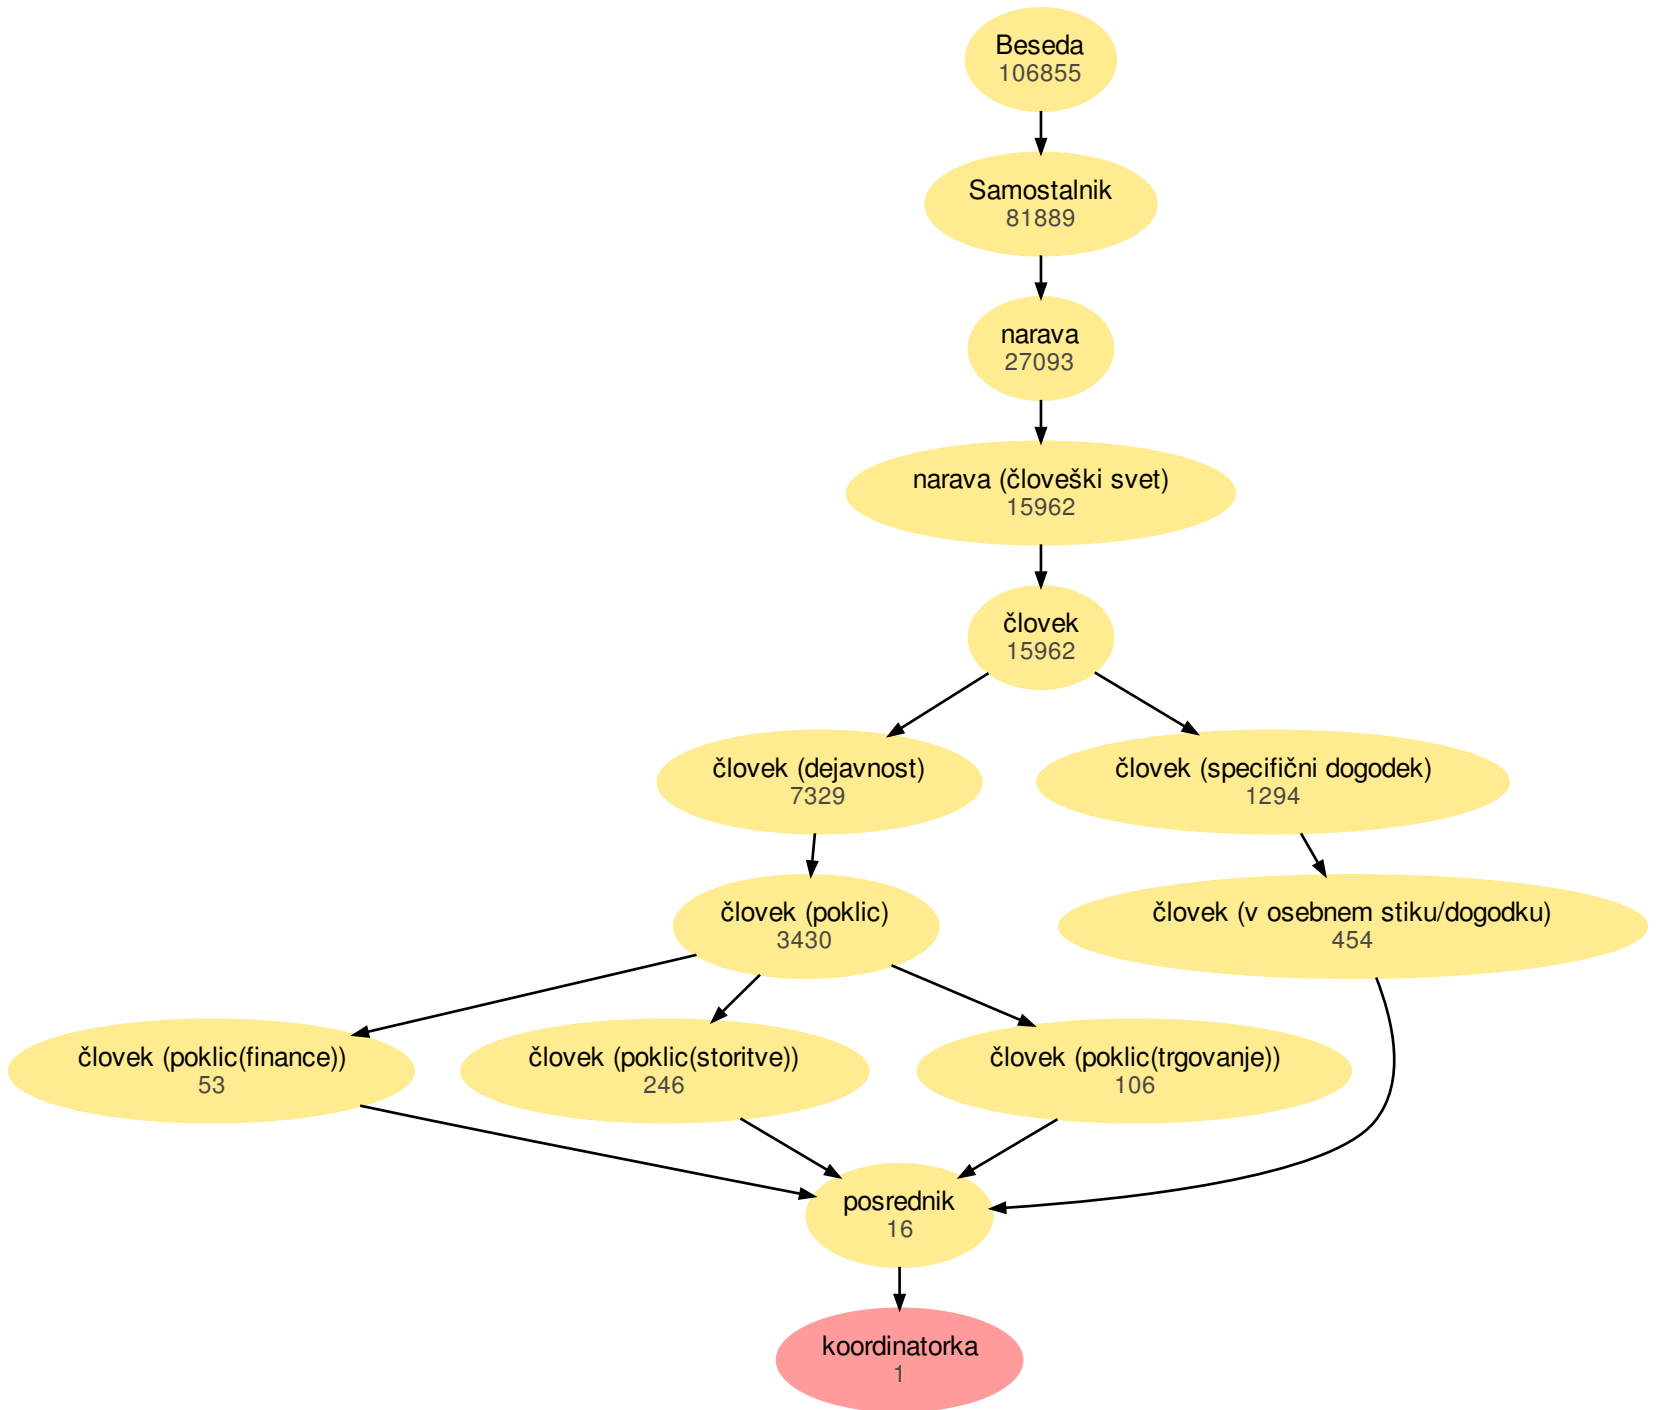 Beseda
106855
Samostalnik
81889
narava
27093
narava (človeški svet)
15962
človek
15962
človek (dejavnost)
7329
človek (specifični dogodek)
1294
človek (poklic)
3430
človek (v osebnem stiku/dogodku)
454
človek (poklic(finance))
53
človek (poklic(storitve))
246
človek (poklic(trgovanje))
106
posrednik
16
koordinatorka
1